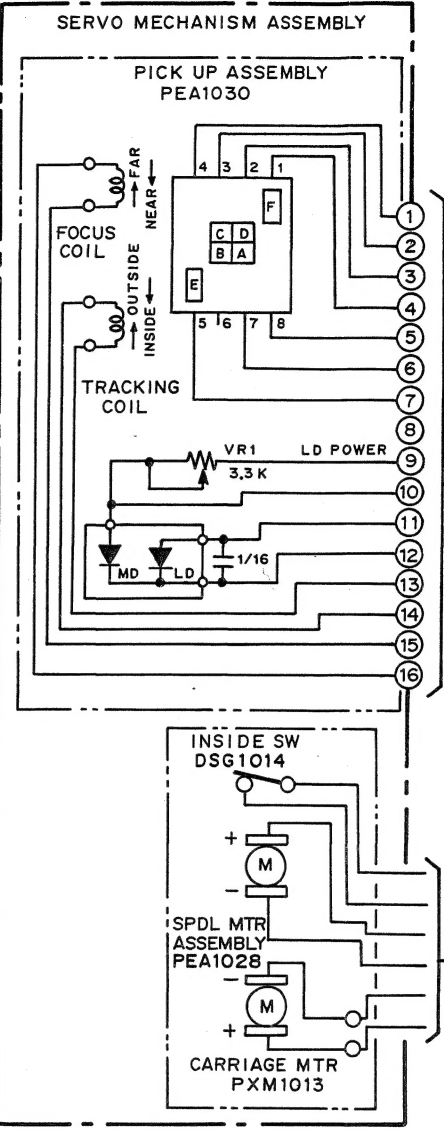 SERVO MECHANISM ASSEMBLY
PICK UP ASSEMBLY
PEA1030
4 3 2 1
F
C D
B A
E
5 6 7 8
FOCUS
COIL
FAR
NEAR
OUTSIDE
INSIDE
TRACKING
COIL
VR1
3,3 K
LD POWER
MD
LD
1/16
1
2
3
4
5
6
7
8
9
10
11
12
13
14
15
16
INSIDE SW
DSG1014
+
M
-
SPDL MTR
ASSEMBLY
PEA1028
-
M
+
CARRIAGE MTR
PXM1013